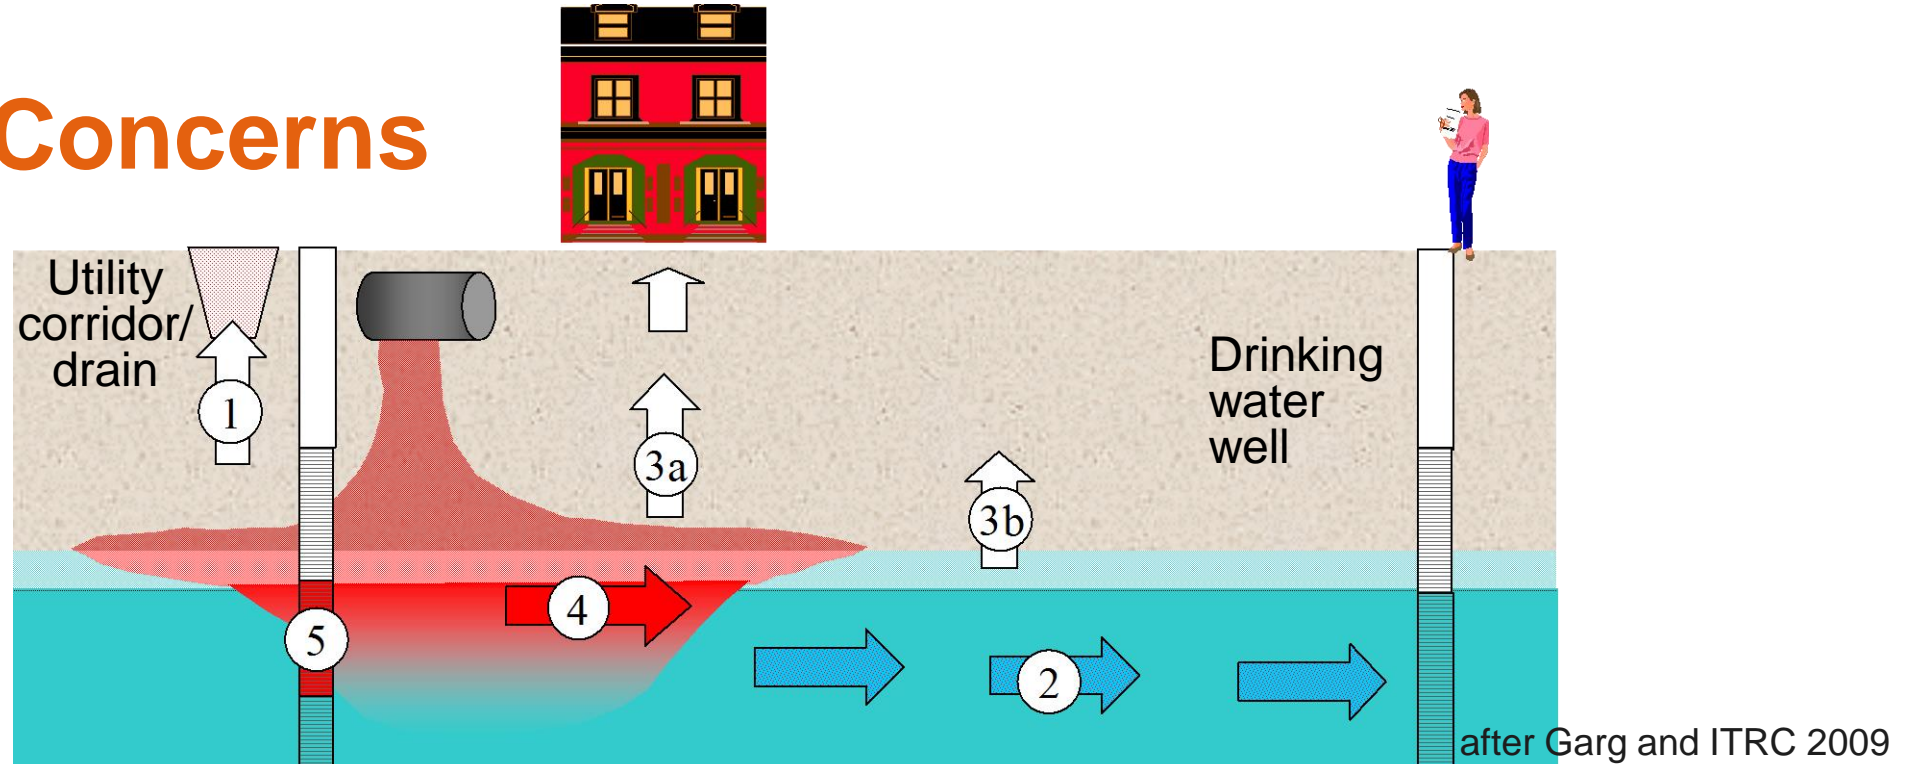 Concerns
Utility
corridor/
drain
1
3a
3b
Drinking
water
well
4
5
2
after Garg and ITRC 2009